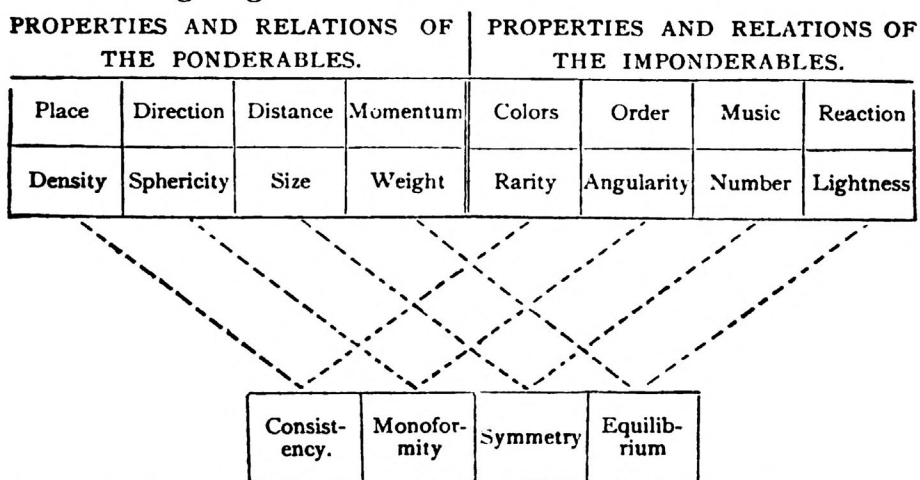 PROPERTIES AND RELATIONS OF
THE PONDERABLES.
PROPERTIES AND RELATIONS OF
THE IMPONDERABLES.
Place Direction Distance Momentum Colors Order Music Reaction
Density Sphericity Size Weight Rarity Angularity Number Lightness
Consist-
ency.
Monofor-
mity
Symmetry
Equilib-
rium